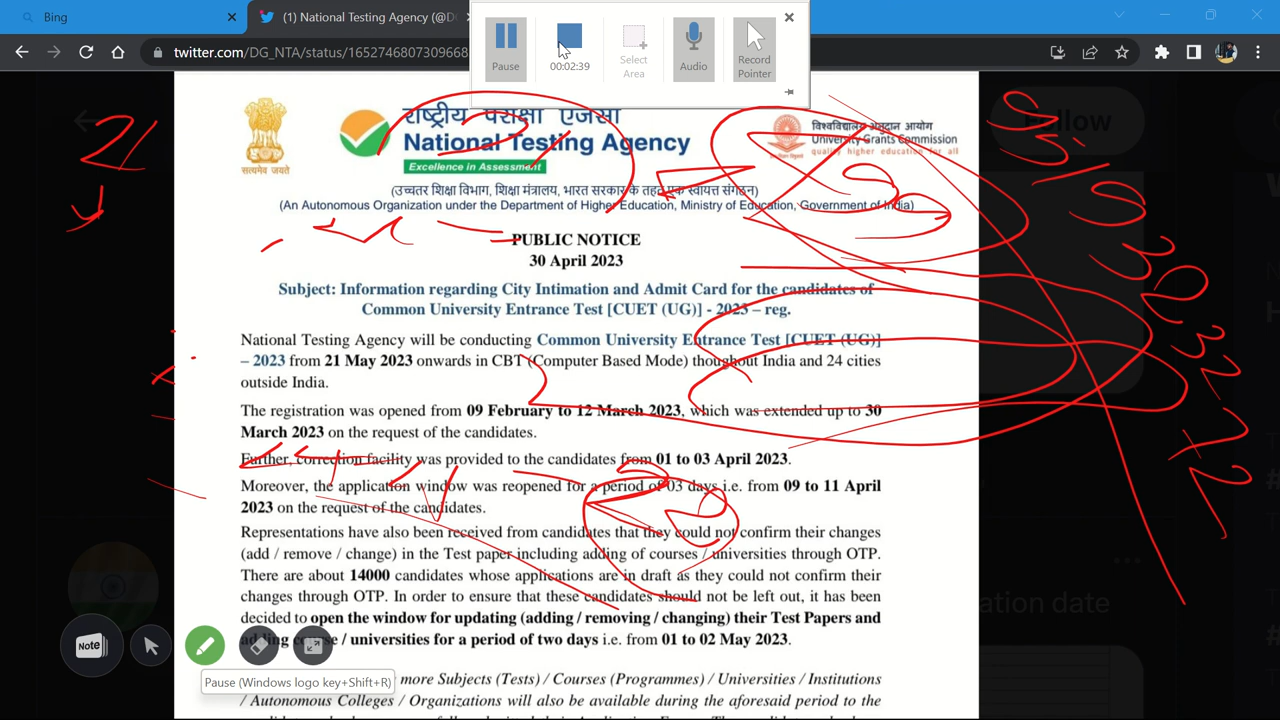 Bing
(1) National Testing Agency (@D
twitter.com/DG_NTA/status/1652746807309668
Pause
00:02:39
Select
Area
Audio
Record
Pointer
21
राष्ट्रीय परीक्षा एजेंसी
National Testing Agency
Excellence in Assessment
सत्यमेव जयते
विश्वविद्यालय अनुदान आयोग
University Grants Commission
quality higher education for all
(उच्चतर शिक्षा विभाग, शिक्षा मंत्रालय, भारत सरकार के तहत एक स्वायत्त संगठन)
(An Autonomous Organization under the Department of Higher Education, Ministry of Education, Government of India)
Follow
PUBLIC NOTICE
30 April 2023
Subject: Information regarding City Intimation and Admit Card for the candidates of
Common University Entrance Test [CUET (UG)] - 2023 – reg.
National Testing Agency will be conducting Common University Entrance Test [CUET (UG)]
– 2023 from 21 May 2023 onwards in CBT (Computer Based Mode) thoughout India and 24 cities
outside India.
The registration was opened from 09 February to 12 March 2023, which was extended up to 30
March 2023 on the request of the candidates.
Further, correction facility was provided to the candidates from 01 to 03 April 2023.
Moreover, the application window was reopened for a period of 03 days i.e. from 09 to 11 April
2023 on the request of the candidates.
Representations have also been received from candidates that they could not confirm their changes
(add / remove / change) in the Test paper including adding of courses / universities through OTP.
There are about 14000 candidates whose applications are in draft as they could not confirm their
changes through OTP. In order to ensure that these candidates should not be left out, it has been
decided to open the window for updating (adding / removing / changing) their Test Papers and
adding course / universities for a period of two days i.e. from 01 to 02 May 2023.
ation date
Note
Pause (Windows logo key+Shift+R)
more Subjects (Tests) / Courses (Programmes) / Universities / Institutions
/ Autonomous Colleges / Organizations will also be available during the aforesaid period to the